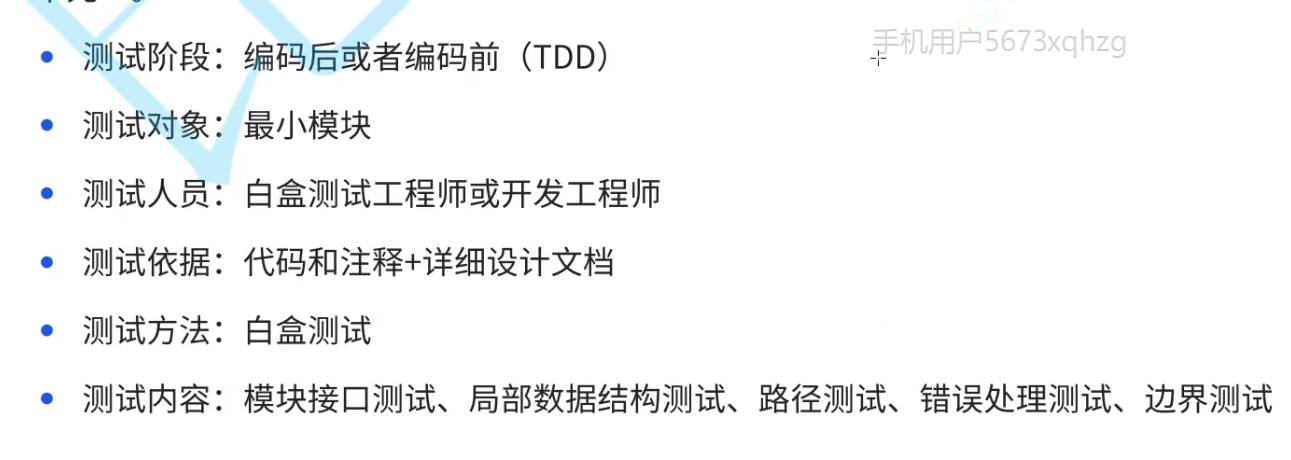 手机用户5673xqhzg
测试阶段：编码后或者编码前（TDD）
测试对象：最小模块
测试人员：白盒测试工程师或开发工程师
测试依据：代码和注释+详细设计文档
测试方法：白盒测试
测试内容：模块接口测试、局部数据结构测试、路径测试、错误处理测试、边界测试